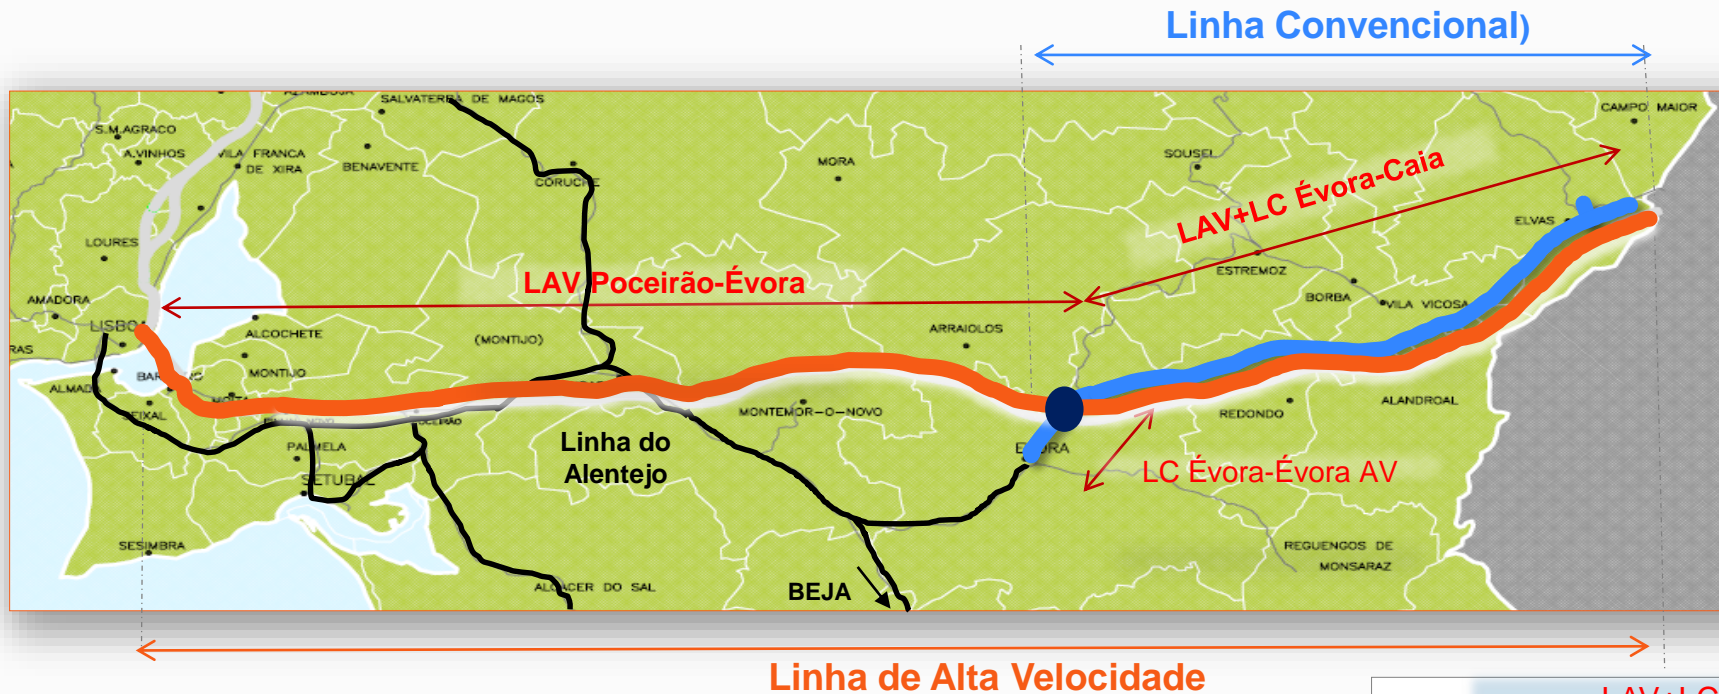 Linha Convencional)
SALVATERRA DE MAGOS
CAMPO MAIOR
S.M.AGRACO
A.VINHOS
VILA FRANCA
DE XIRA
BENAVENTE
MORA
SOUSEL
CORUCHE
LAV+LC Évora-Caia
ELVAS
LOURES
ESTREMOZ
LAV Poceirão-Évora
AMADORA
BORBA
VILA VICOSA
LISBO
ALCOCHETE
(MONTIJO)
ARRAIOLOS
RAS
MONTIJO
ALMAD
MONTEMOR-O-NOVO
REDONDO
ALANDROAL
PALMELA
Linha do
Alentejo
SETUBAL
LC Évora-Évora AV
SESIMBRA
REGUENGOS DE
MONSARAZ
ALCACER DO SAL
BEJA
Linha de Alta Velocidade